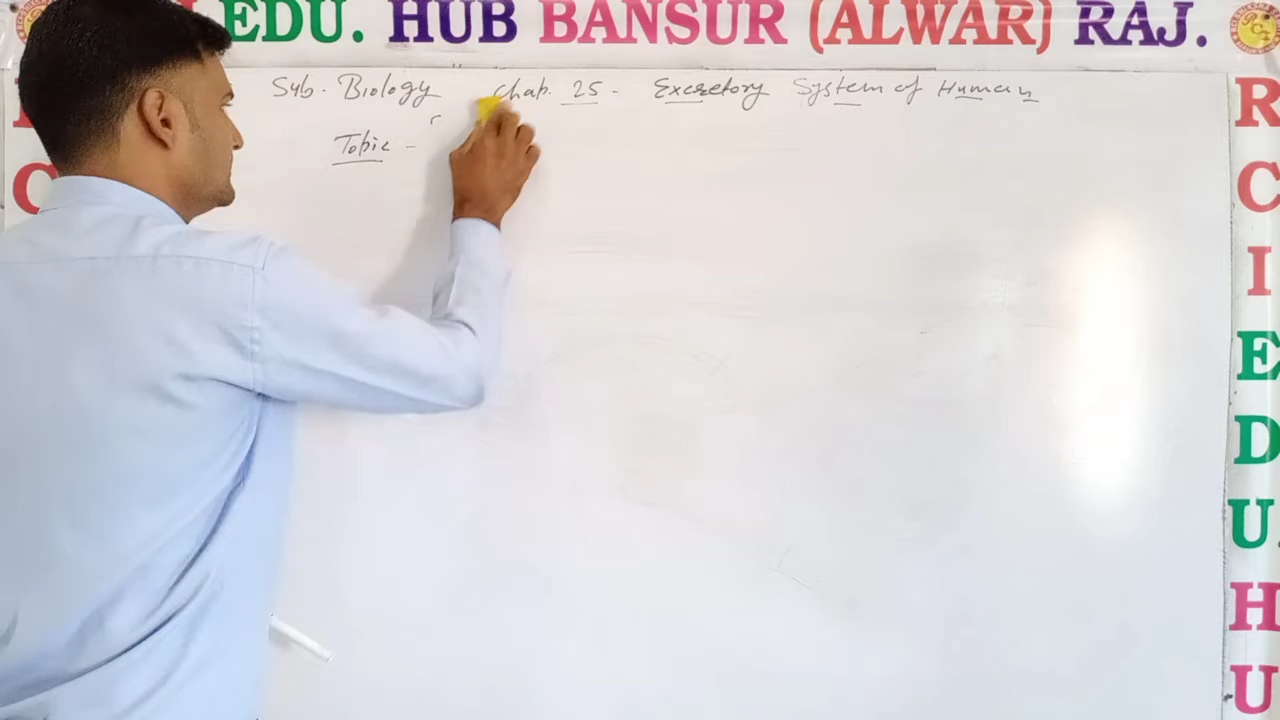 EDU. HUB BANSUR (ALWAR) RAJ.
Sub. Biology Chap. 25 - Excretory System of Human
Topic -
R
C
I
E
D
U.
H
U
C